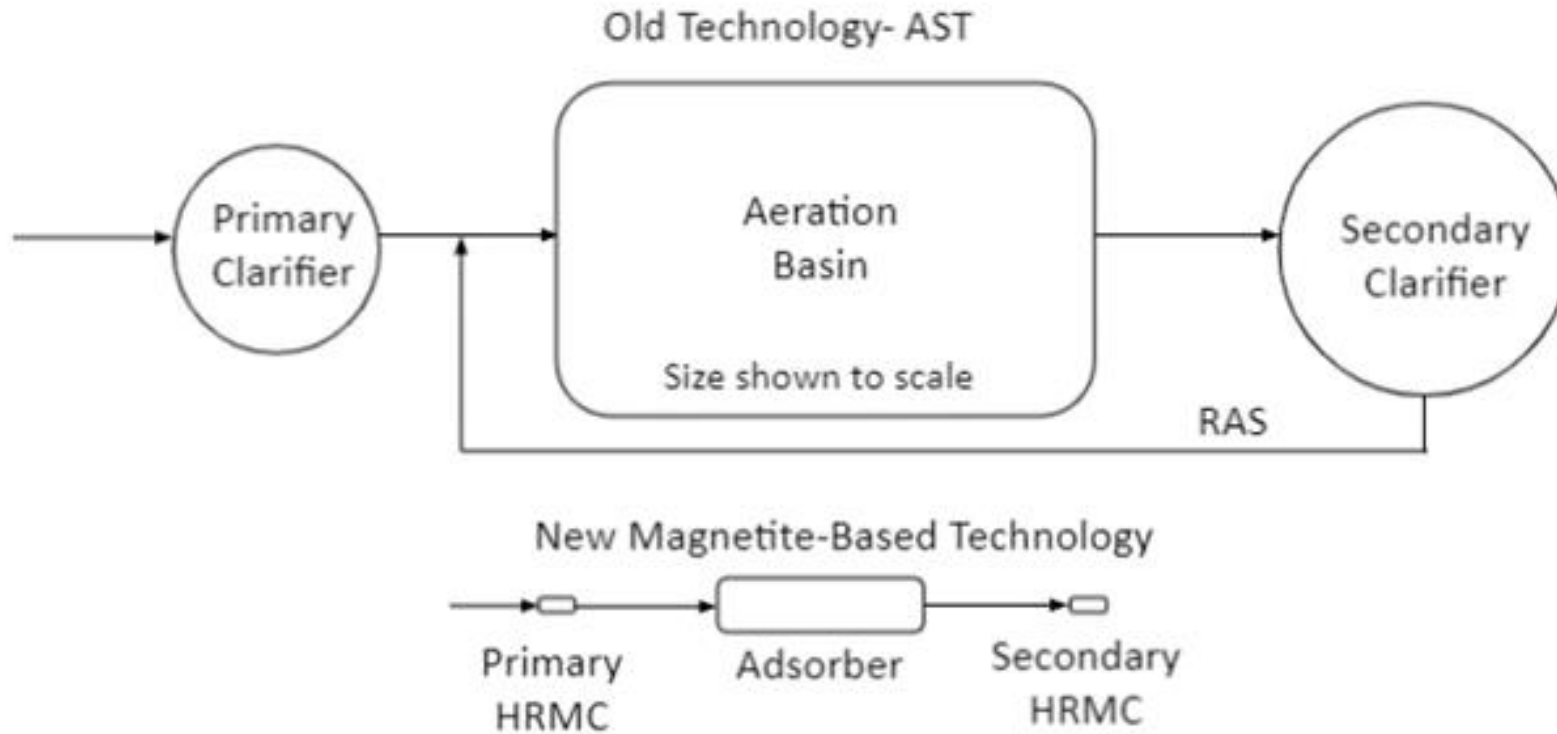 Old Technology- AST
Primary
Clarifier
Aeration
Basin
Secondary
Clarifier
Size shown to scale
RAS
New Magnetite-Based Technology
Primary
HRMC
Adsorber
Secondary
HRMC